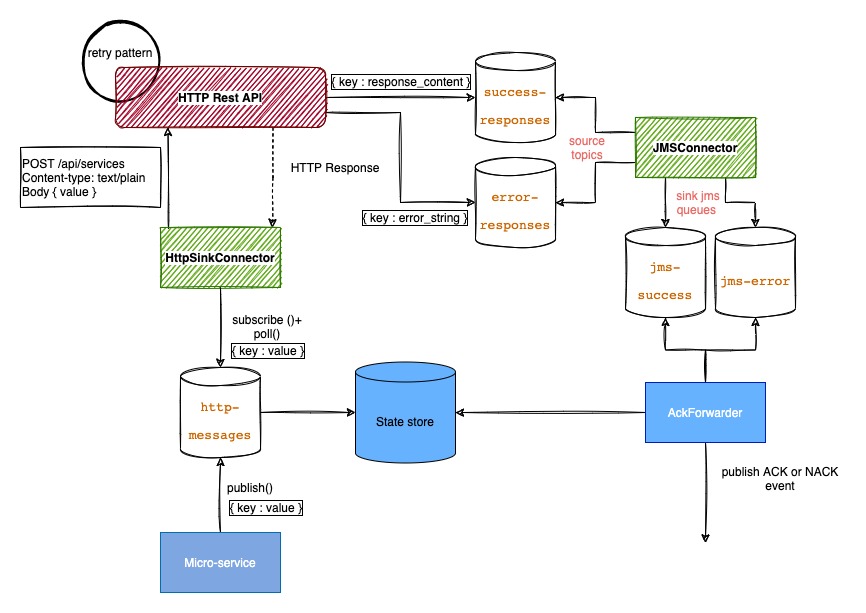 retry pattern
HTTP Rest API
{ key : response_content }
success-
responses
POST /api/services
Content-type: text/plain
Body { value }
HTTP Response
source
topics
JMSConnector
error-
responses
{ key : error_string }
sink jms
queues
HttpSinkConnector
jms-
success
jms-error
subscribe ()+
poll()
{ key : value }
http-
messages
State store
AckForwarder
publish()
{ key : value }
publish ACK or NACK
event
Micro-service